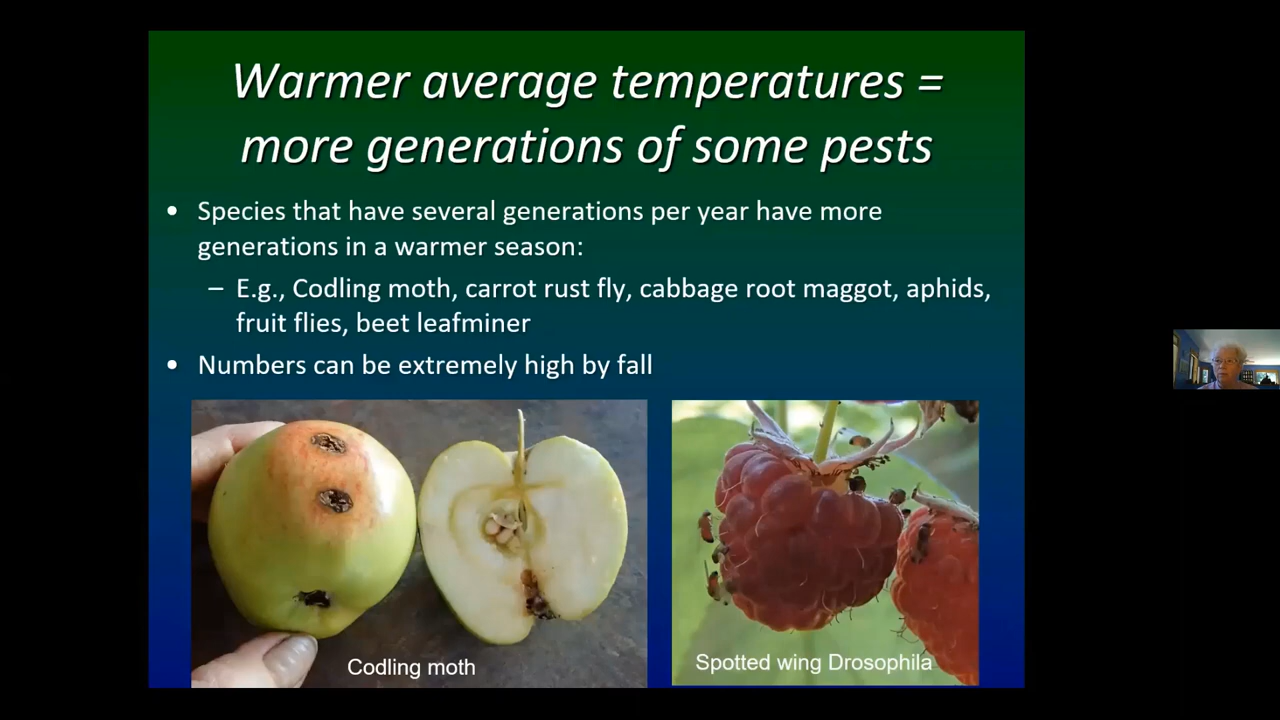 Warmer average temperatures =
more generations of some pests
• Species that have several generations per year have more
generations in a warmer season:
– E.g., Codling moth, carrot rust fly, cabbage root maggot, aphids,
fruit flies, beet leafminer
• Numbers can be extremely high by fall
Codling moth
Spotted wing Drosophila